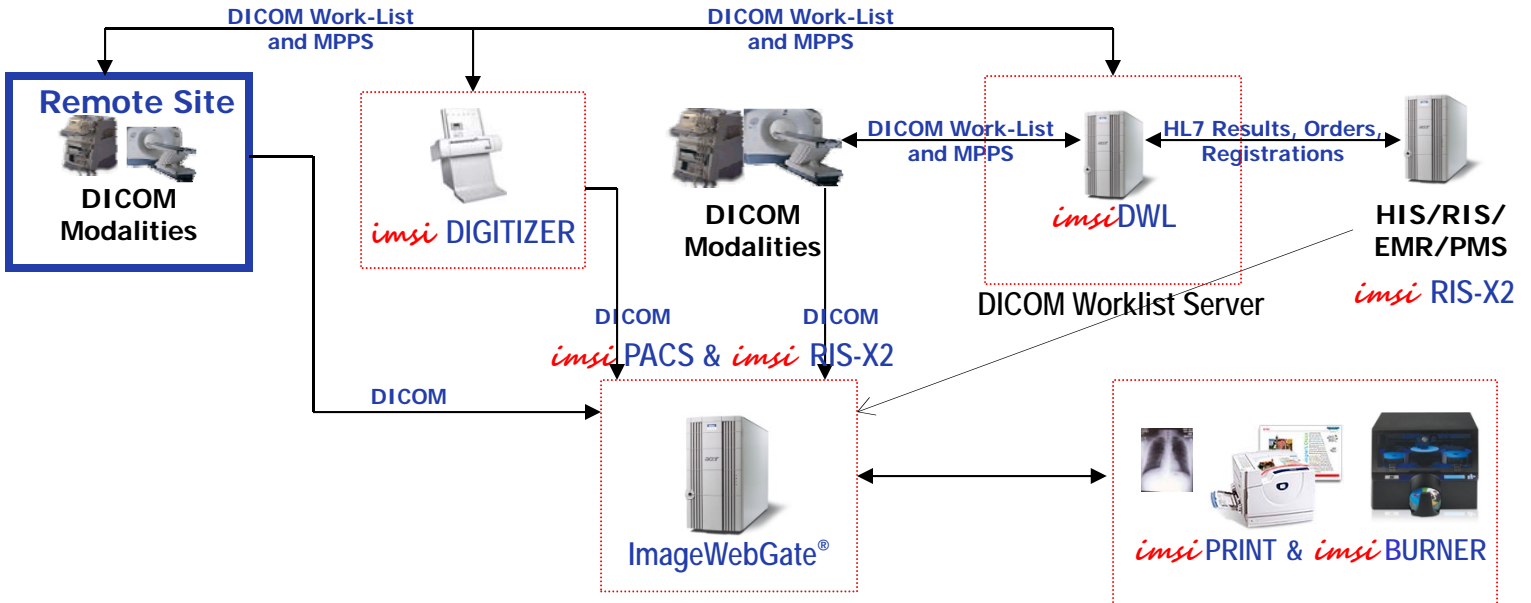 DICOM Work-List
and MPPS
DICOM Work-List
and MPPS
Remote Site
DICOM
Modalities
imsi DIGITIZER
DICOM
Modalities
DICOM Work-List
and MPPS
imsiDWL
HL7 Results, Orders,
Registrations
HIS/RIS/
EMR/PMS
imsi RIS-X2
DICOM Worklist Server
DICOM
DICOM
imsi PACS & imsi RIS-X2
DICOM
acer
ImageWebGate®
imsi PRINT & imsi BURNER